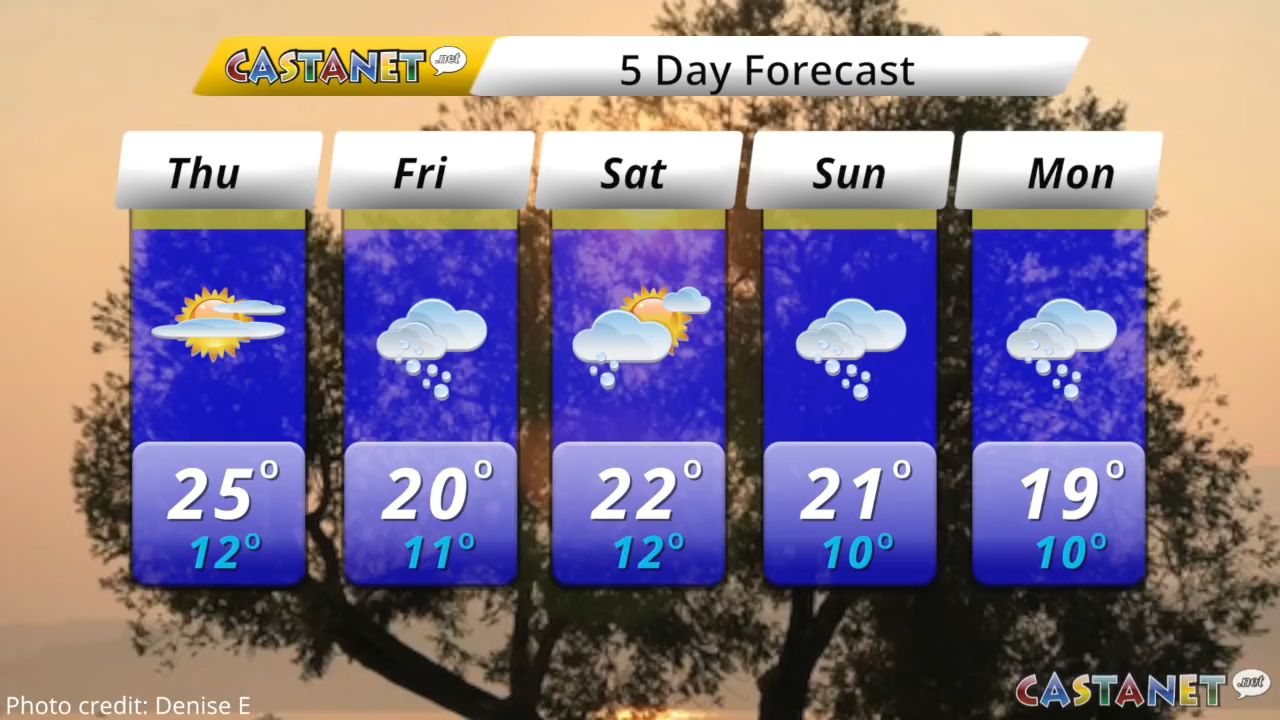 CASTANET .net
5 Day Forecast
Thu Fri Sat Sun Mon
25° 20° 22° 21° 19°
12° 11° 12° 10° 10°
CASTANET .net
Photo credit: Denise E